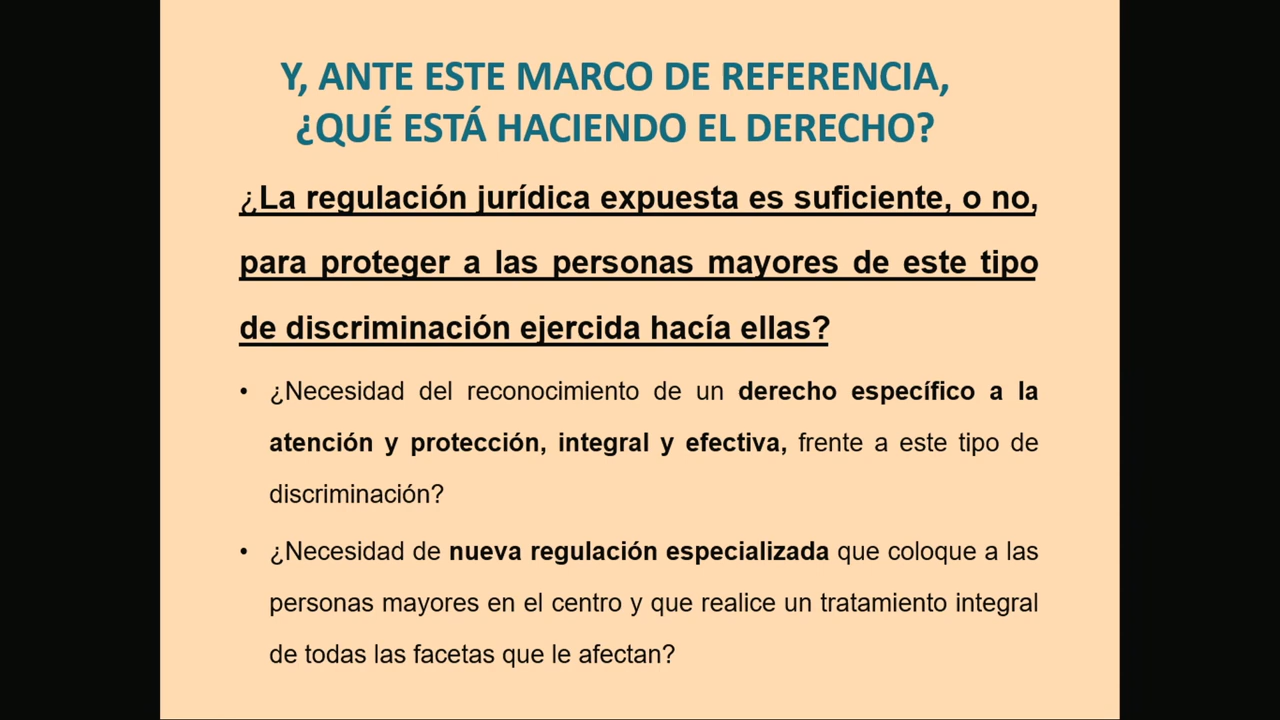 Y, ANTE ESTE MARCO DE REFERENCIA,
¿QUÉ ESTÁ HACIENDO EL DERECHO?
¿La regulación jurídica expuesta es suficiente, o no,
para proteger a las personas mayores de este tipo
de discriminación ejercida hacía ellas?
• ¿Necesidad del reconocimiento de un derecho específico a la
atención y protección, integral y efectiva, frente a este tipo de
discriminación?
• ¿Necesidad de nueva regulación especializada que coloque a las
personas mayores en el centro y que realice un tratamiento integral
de todas las facetas que le afectan?